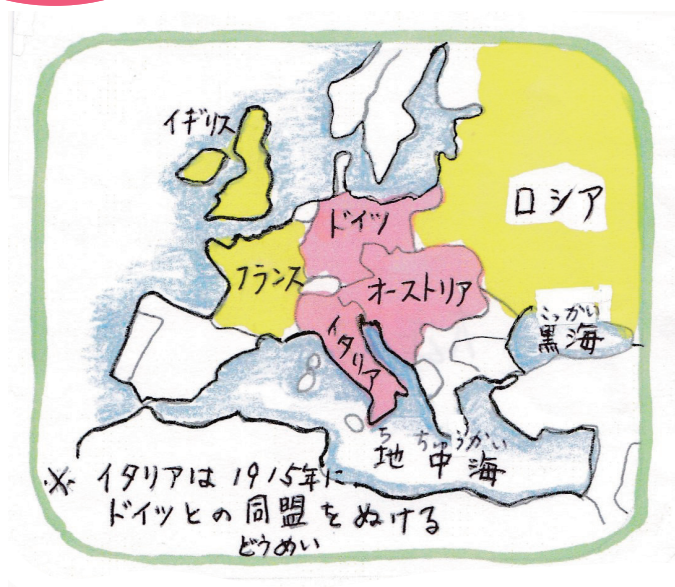 イギリス
ロシア
ドイツ
フランス
オーストリア
イタリア
こっかい
黒海
ち ちゅうかい
地中海
※ イタリアは1915年に
ドイツとの同盟をぬける
どうめい